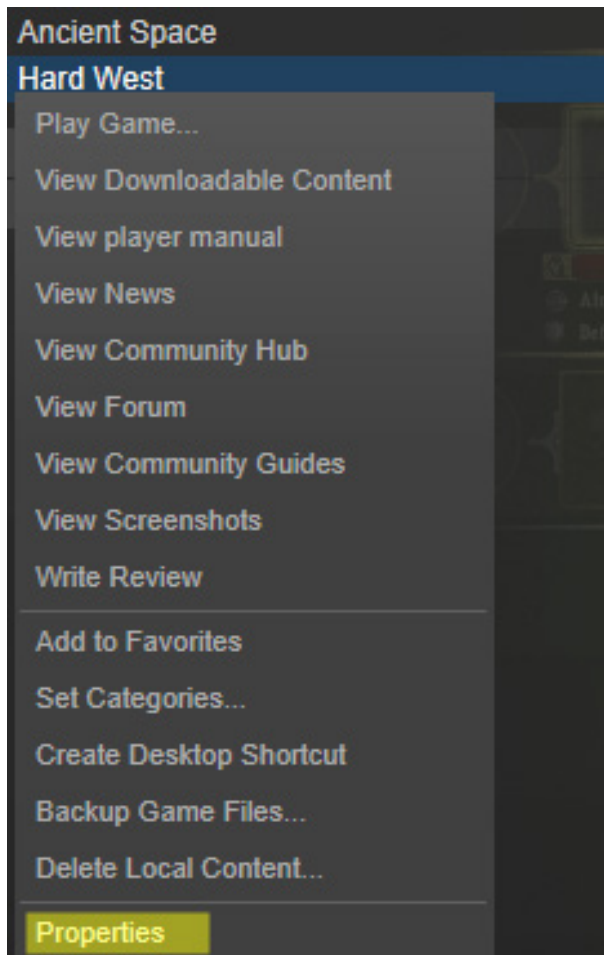 Ancient Space
Hard West
Play Game...
View Downloadable Content
View player manual
View News
View Community Hub
View Forum
View Community Guides
View Screenshots
Write Review
Add to Favorites
Set Categories...
Create Desktop Shortcut
Backup Game Files...
Delete Local Content...
Properties